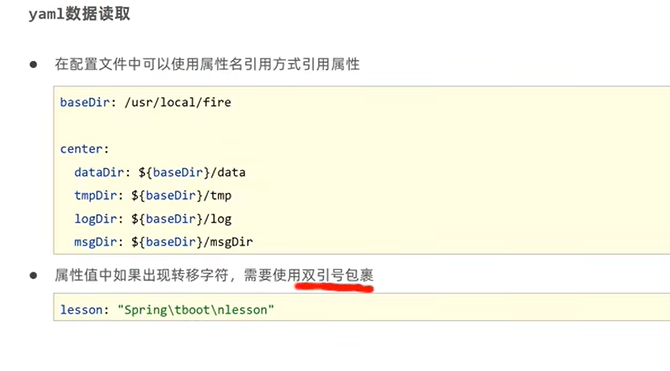 yaml数据读取
● 在配置文件中可以使用属性名引用方式引用属性
baseDir: /usr/local/fire
center:
dataDir: ${baseDir}/data
tmpDir: ${baseDir}/tmp
logDir: ${baseDir}/log
msgDir: ${baseDir}/msgDir
● 属性值中如果出现转移字符，需要使用双引号包裹
lesson: "Spring\tboot\nlesson"